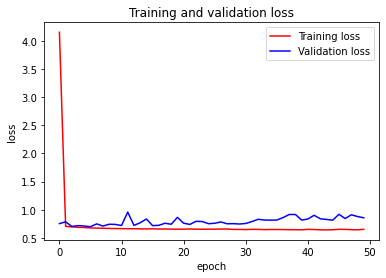 Training and validation loss
Training loss
Validation loss
4.0
3.5
3.0
2.5
2.0
1.5
1.0
0.5
loss
0 10 20 30 40 50
epoch